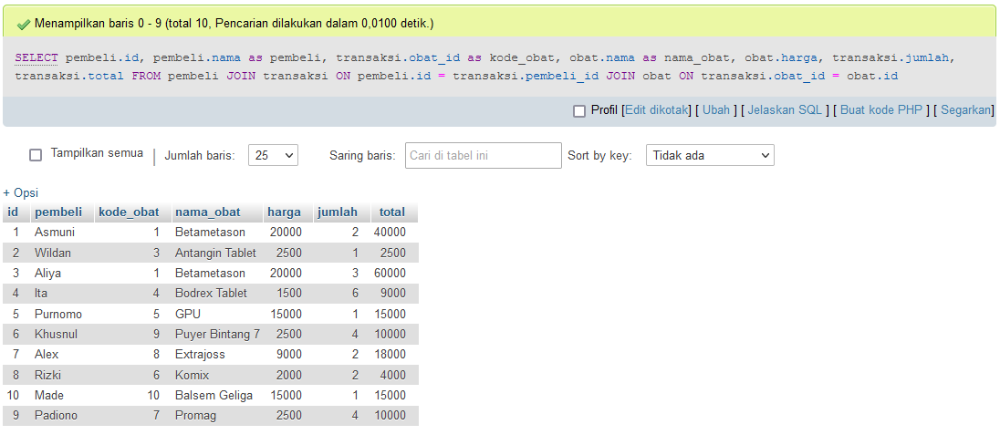 Menampilkan baris 0 - 9 (total 10, Pencarian dilakukan dalam 0,0100 detik.)
SELECT pembeli.id, pembeli.nama as pembeli, transaksi.obat_id as kode_obat, obat.nama as nama_obat, obat.harga, transaksi.jumlah,
transaksi.total FROM pembeli JOIN transaksi ON pembeli.id = transaksi.pembeli_id JOIN obat ON transaksi.obat_id = obat.id
Profil [Edit dikotak] [ Ubah ] [ Jelaskan SQL ] [ Buat kode PHP ] [ Segarkan]
Tampilkan semua | Jumlah baris: 25 Saring baris: Cari di tabel ini Sort by key: Tidak ada
+ Opsi
id pembeli kode_obat nama_obat harga jumlah total
1 Asmuni 1 Betametason 20000 2 40000
2 Wildan 3 Antangin Tablet 2500 1 2500
3 Aliya 1 Betametason 20000 3 60000
4 Ita 4 Bodrex Tablet 1500 6 9000
5 Purnomo 5 GPU 15000 1 15000
6 Khusnul 9 Puyer Bintang 7 2500 4 10000
7 Alex 8 Extrajoss 9000 2 18000
8 Rizki 6 Komix 2000 2 4000
10 Made 10 Balsem Geliga 15000 1 15000
9 Padiono 7 Promag 2500 4 10000